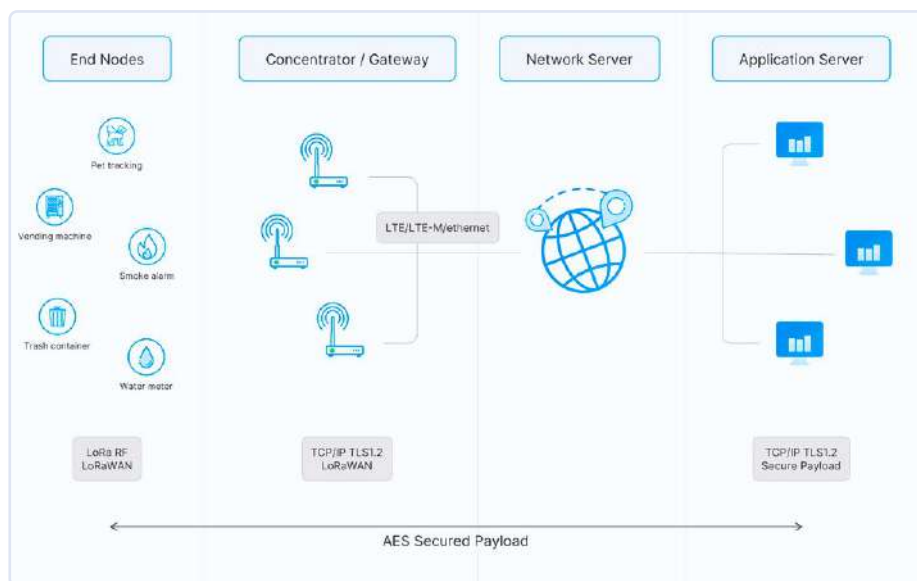 End Nodes
Concentrator / Gateway
Network Server
Application Server
Pet tracking
Vending machine
Smoke alarm
Trash container
Water meter
LTE/LTE-M/ethernet
LoRa RF
LoRaWAN
TCP/IP TLS1.2
LoRaWAN
TCP/IP TLS1.2
Secure Payload
AES Secured Payload